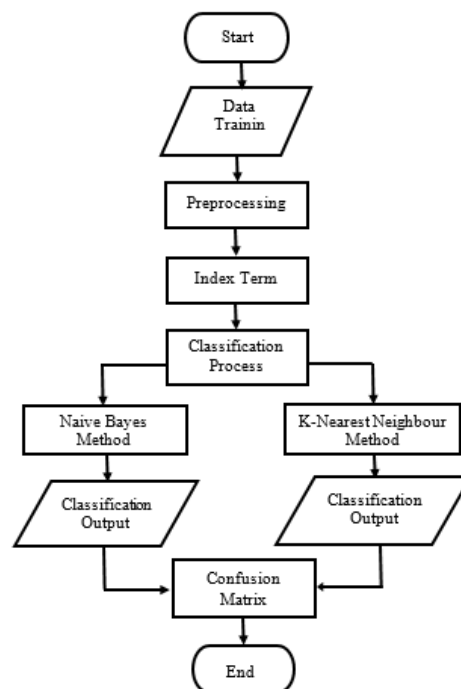 Start
Data
Trainin
Preprocessing
Index Term
Classification
Process
Naive Bayes
Method
K-Nearest Neighbour
Method
Classification
Output
Classification
Output
Confusion
Matrix
End